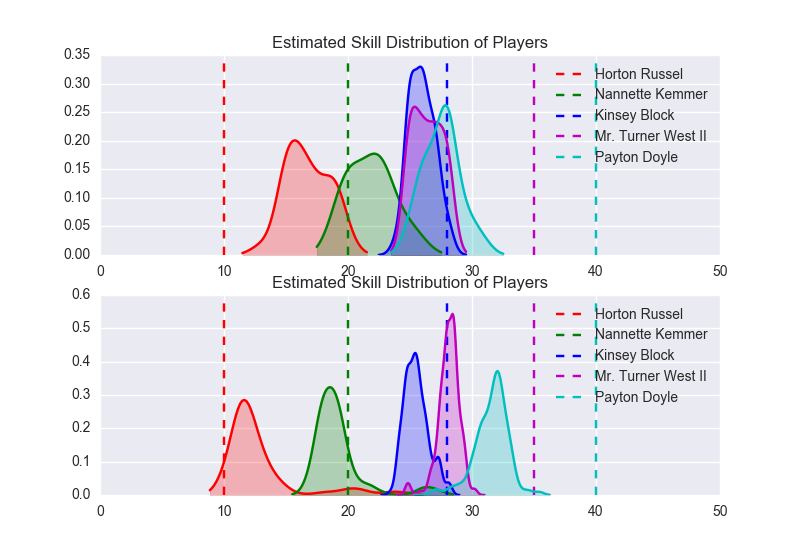 Estimated Skill Distribution of Players
0.35
0.30
0.25
0.20
0.15
0.10
0.05
0.00
Horton Russel
Nannette Kemmer
Kinsey Block
Mr. Turner West II
Payton Doyle
0 10 20 30 40 50
Estimated Skill Distribution of Players
0.6
0.5
0.4
0.3
0.2
0.1
0.0
Horton Russel
Nannette Kemmer
Kinsey Block
Mr. Turner West II
Payton Doyle
0 10 20 30 40 50